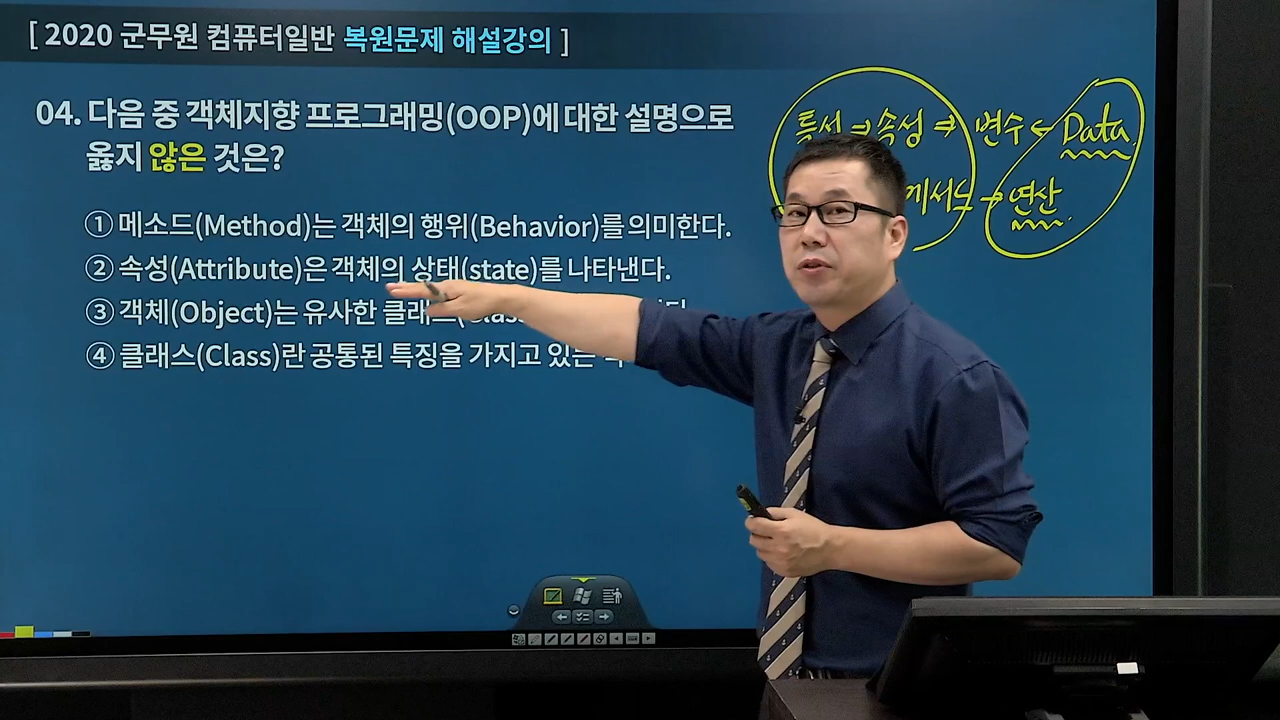 [ 2020 군무원 컴퓨터일반 복원문제 해설강의 ]
04. 다음 중 객체지향 프로그래밍(OOP)에 대한 설명으로
옳지 않은 것은?
① 메소드(Method)는 객체의 행위(Behavior)를 의미한다.
② 속성(Attribute)은 객체의 상태(state)를 나타낸다.
③ 객체(Object)는 유사한 클래스
④ 클래스(Class)란 공통된 특징을 가지고 있는
특성 → 속성 ⇒ 변수 ← Data
메서드 → 연산